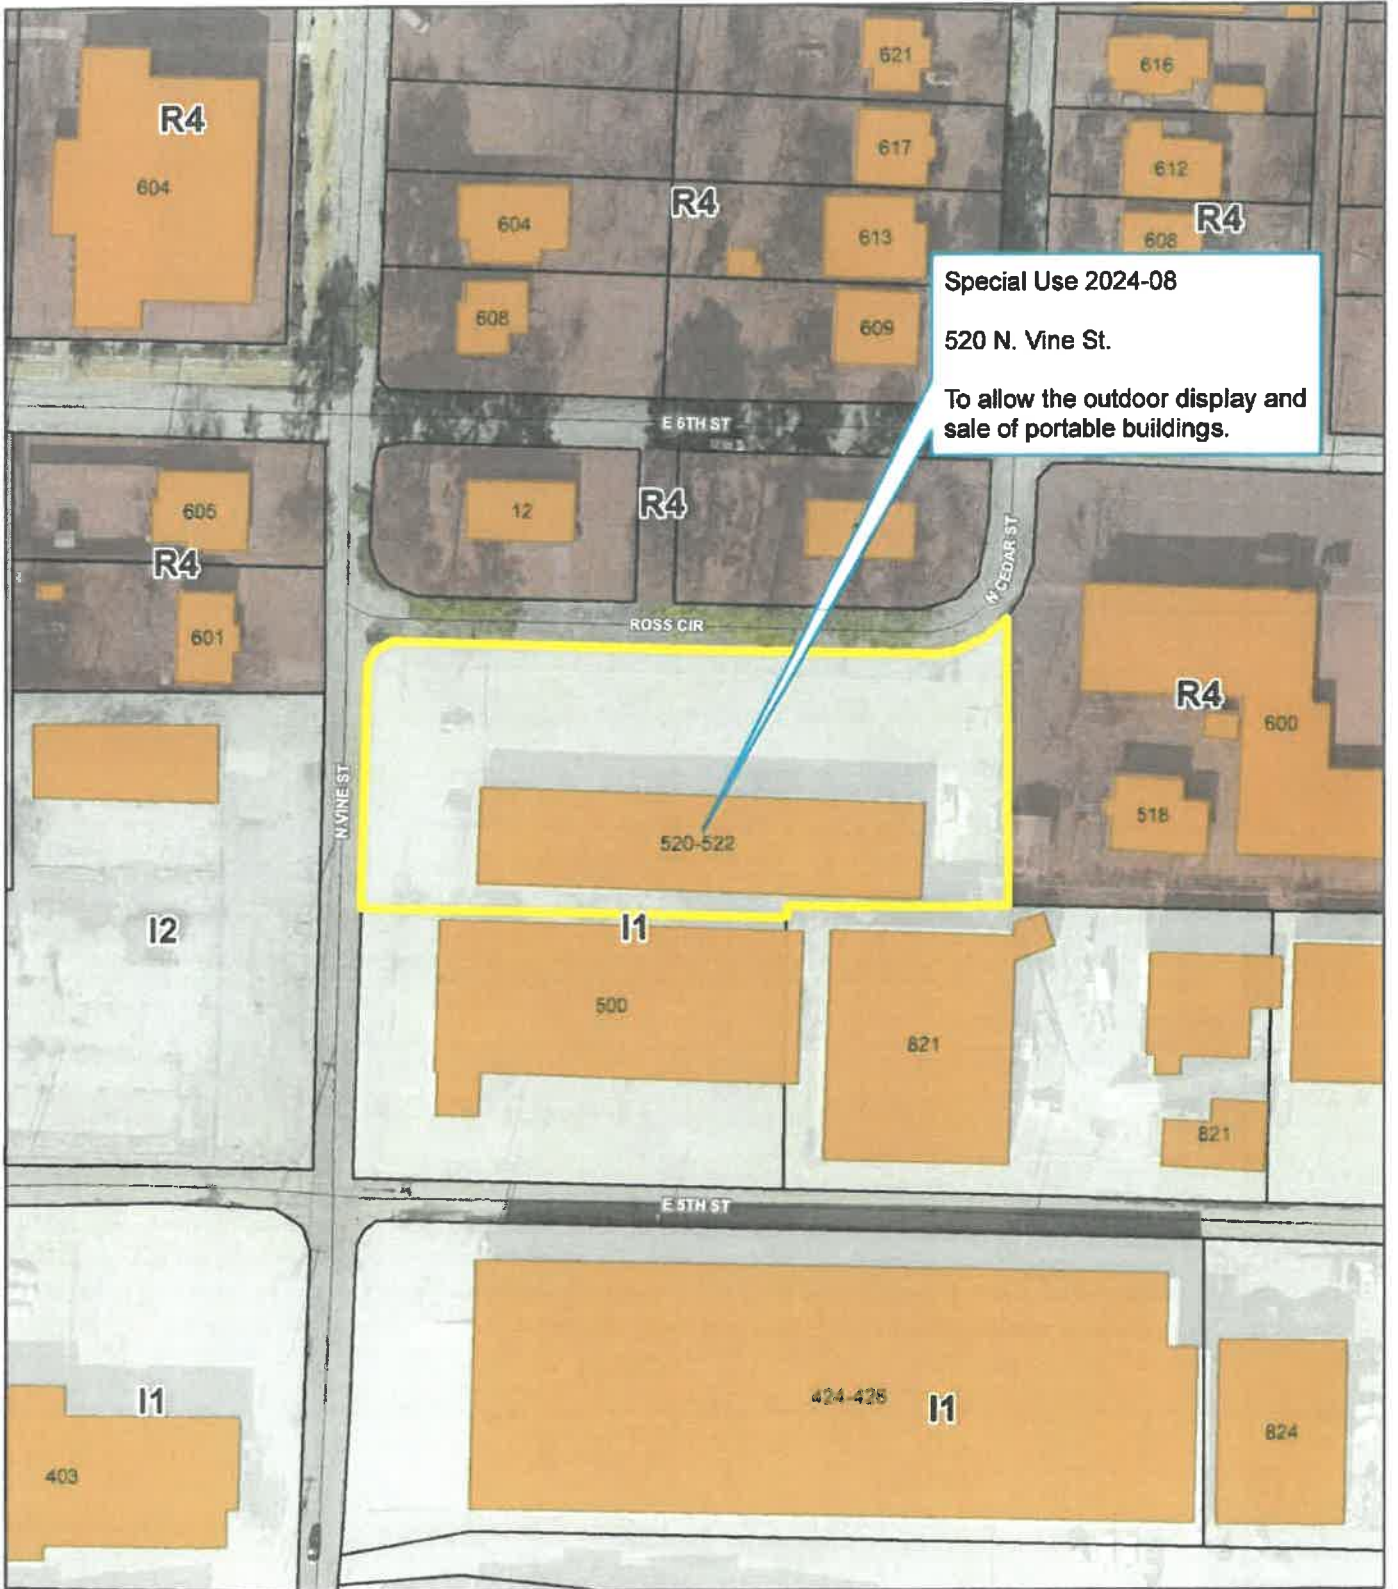 621
616
R4
617
604
612
R4
R4
604
613
608
608
609
Special Use 2024-08
520 N. Vine St.
To allow the outdoor display and
sale of portable buildings.
E 6TH ST
605
12
R4
R4
N CEDAR ST
601
ROSS CIR
R4
600
N.VINE ST
518
520-522
I2
I1
500
821
821
E 5TH ST
I1
424-428
I1
824
403